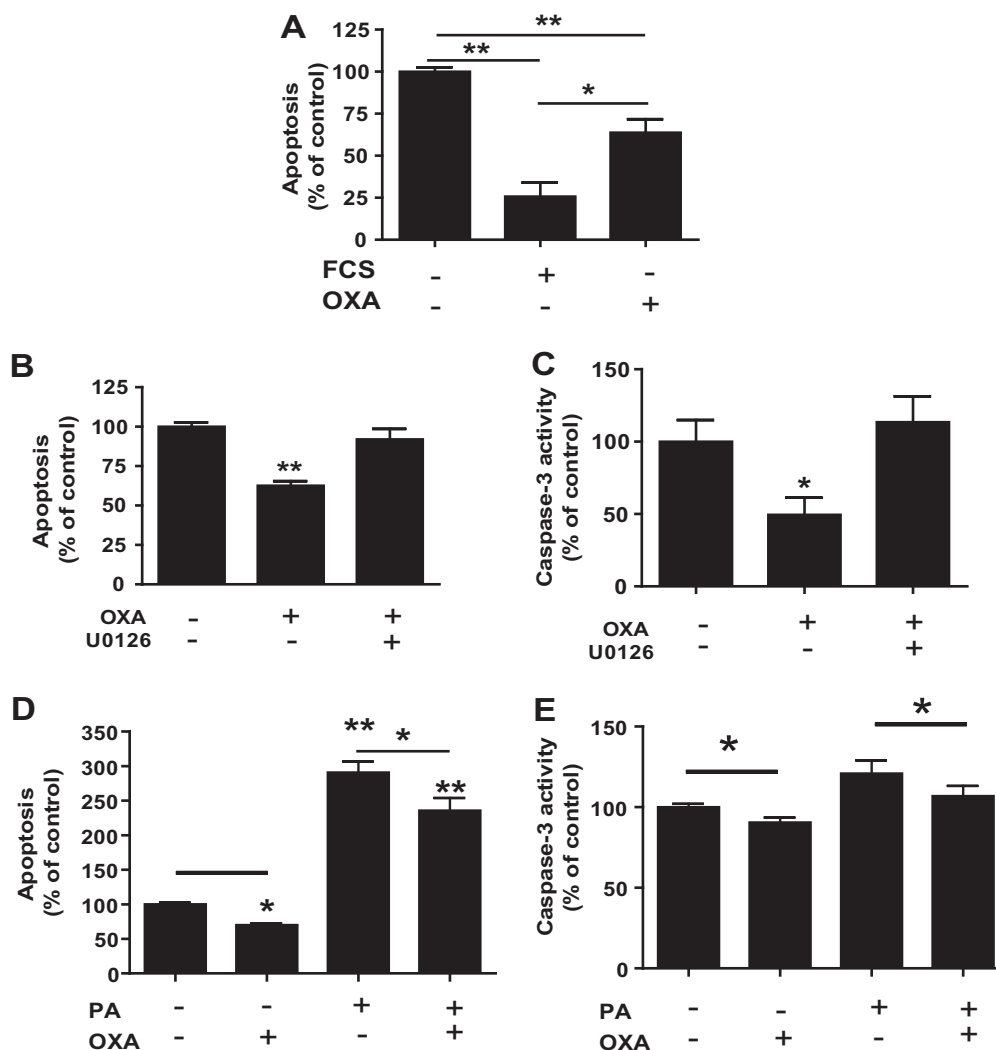 A
Apoptosis
(% of control)
125
100
75
50
25
0
**
**
*
FCS - + -
OXA - - +
B
Apoptosis
(% of control)
125
100
75
50
25
0
**
OXA - + +
U0126 - - +
C
Caspase-3 activity
(% of control)
150
100
50
0
*
OXA - + +
U0126 - - +
D
Apoptosis
(% of control)
350
300
250
200
150
100
50
0
*
**
*
**
PA - - + +
OXA - + - +
E
Caspase-3 activity
(% of control)
150
100
50
0
*
*
PA - - + +
OXA - + - +